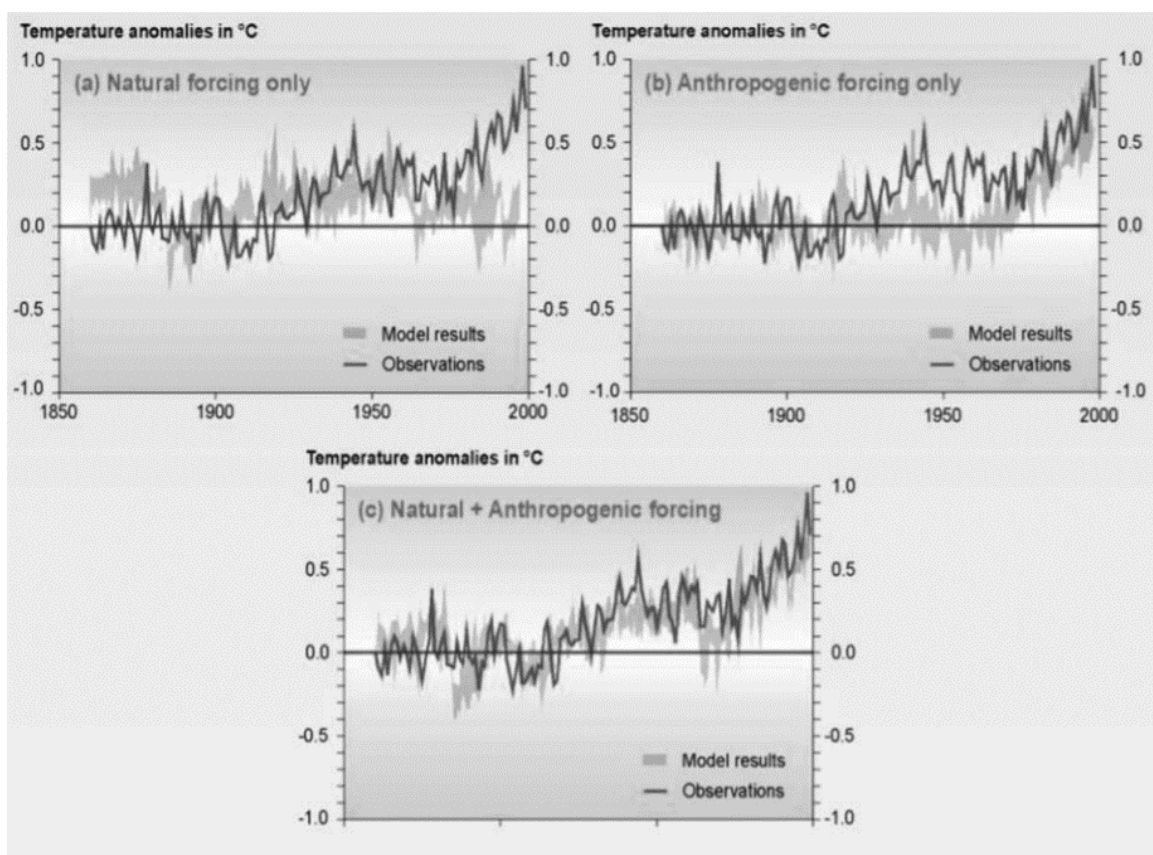 Temperature anomalies in °C
1.0 1.0
(a) Natural forcing only
0.5 0.5
0.0 0.0
-0.5 -0.5
Model results
Observations
-1.0 -1.0
1850 1900 1950 2000
Temperature anomalies in °C
1.0 1.0
(b) Anthropogenic forcing only
0.5 0.5
0.0 0.0
-0.5 -0.5
Model results
Observations
-1.0 -1.0
1850 1900 1950 2000
Temperature anomalies in °C
1.0 1.0
(c) Natural + Anthropogenic forcing
0.5 0.5
0.0 0.0
-0.5 -0.5
Model results
Observations
-1.0 -1.0